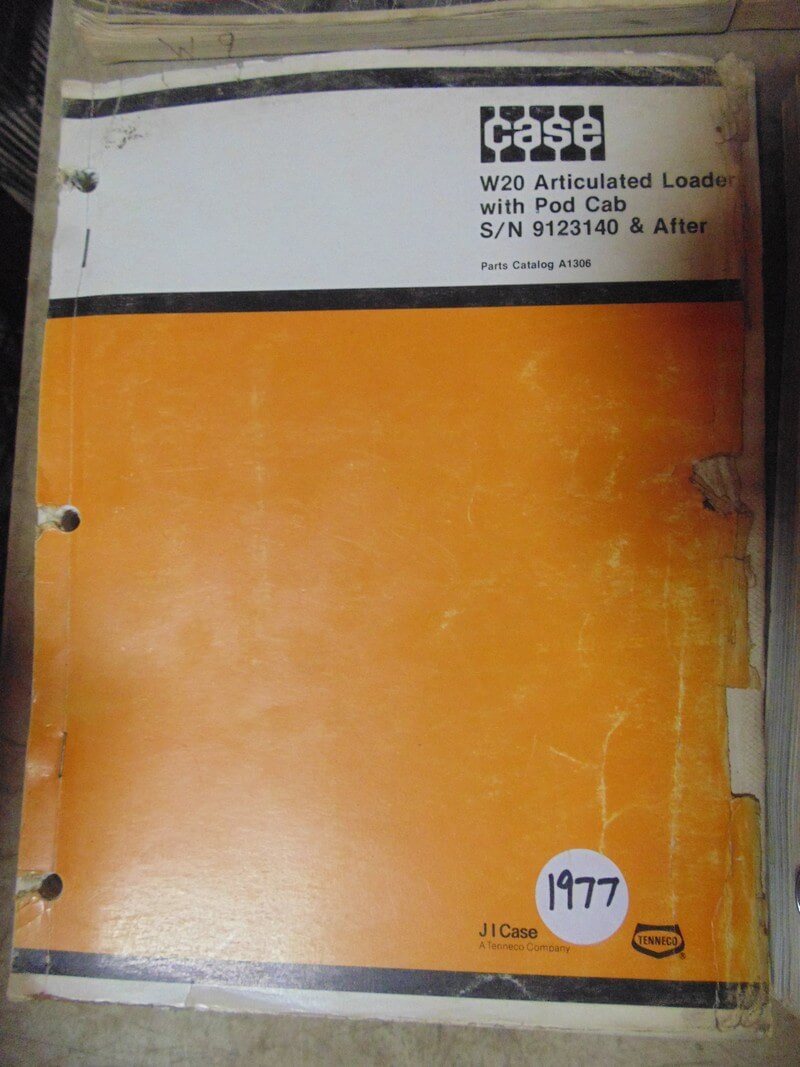 W 9
case
W20 Articulated Loader
with Pod Cab
S/N 9123140 & After
Parts Catalog A1306
1977
J I Case
A Tenneco Company
TENNECO
®